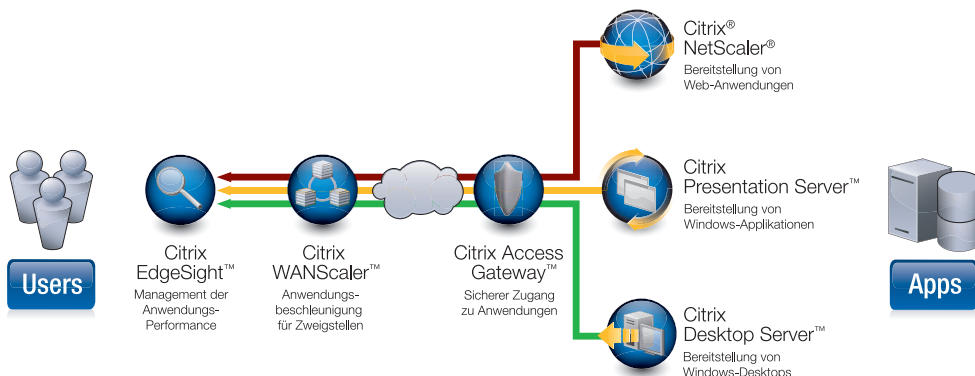 Citrix®
NetScaler®
Bereitstellung von
Web-Anwendungen
Citrix
Presentation Server™
Bereitstellung von
Windows-Applikationen
Users
Citrix
EdgeSight™
Management der
Anwendungs-
Performance
Citrix
WANScaler™
Anwendungs-
beschleunigung
für Zweigstellen
Citrix Access
Gateway™
Sicherer Zugang
zu Anwendungen
Apps
Citrix
Desktop Server™
Bereitstellung von
Windows-Desktops